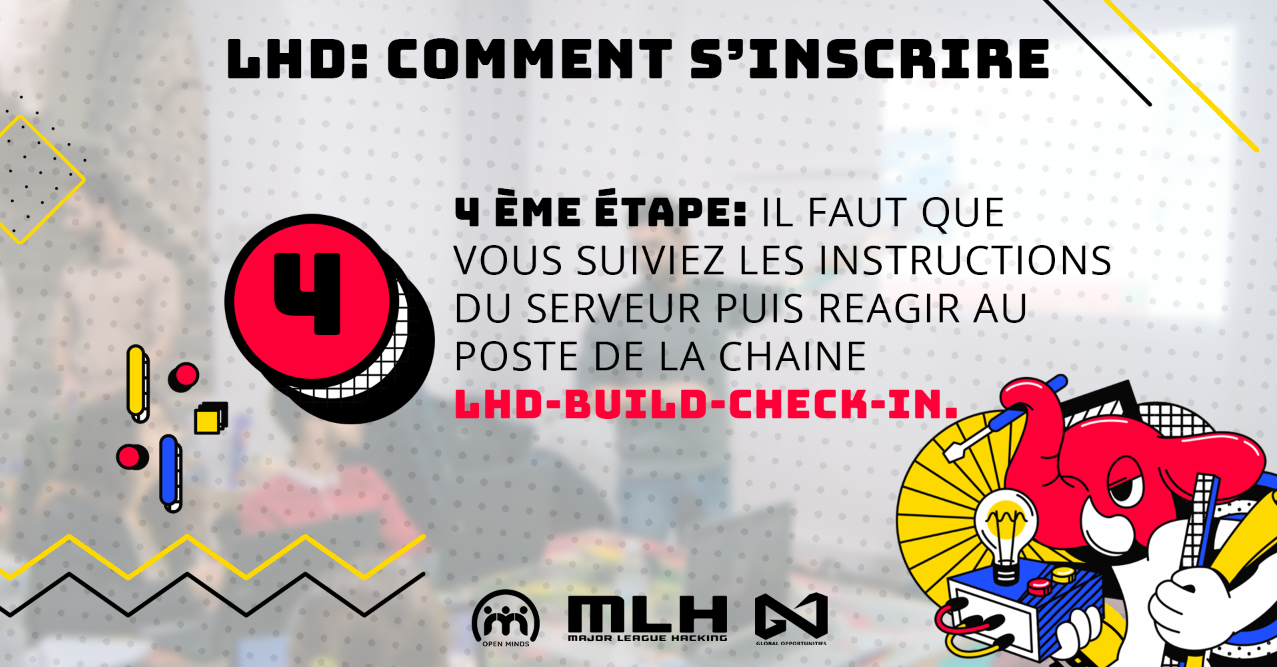 LHD: COMMENT S'INSCRIRE
4
4 ÈME ÉTAPE: IL FAUT QUE
VOUS SUIVIEZ LES INSTRUCTIONS
DU SERVEUR PUIS REAGIR AU
POSTE DE LA CHAINE
LHD-BUILD-CHECK-IN.
OPEN MINDS
MLH
MAJOR LEAGUE HACKING
GLOBAL OPPORTUNITIES